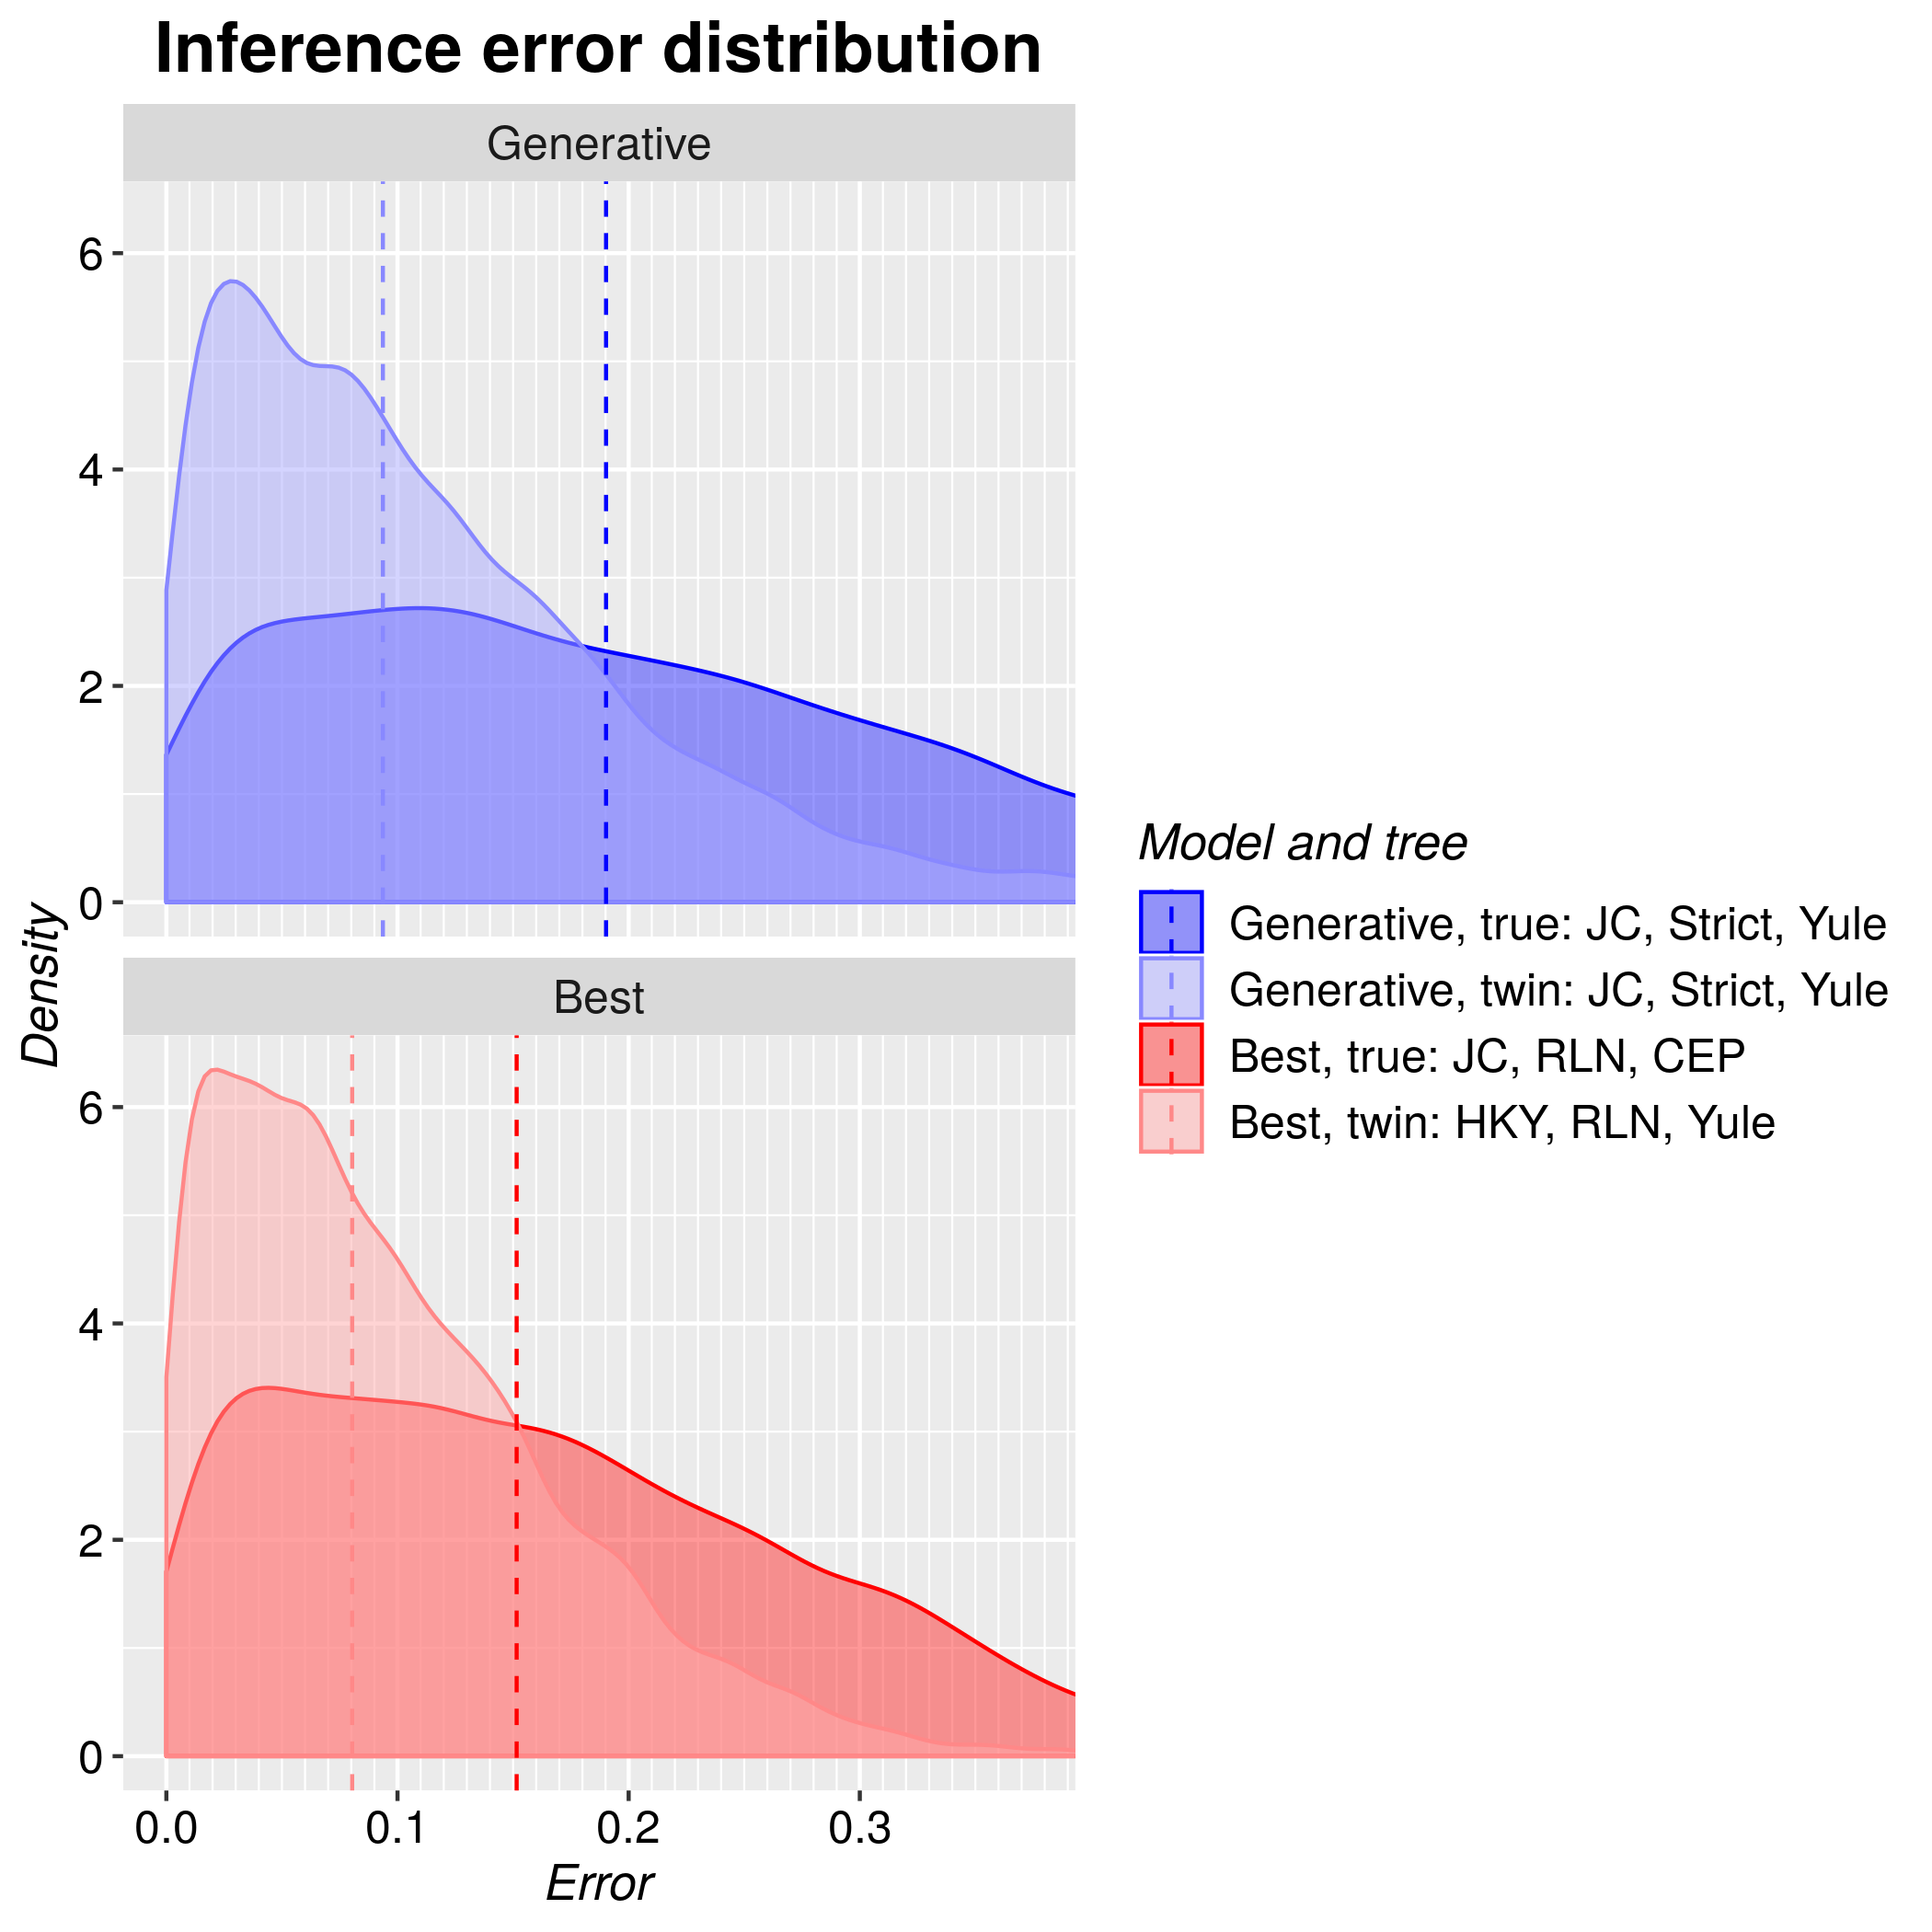 Inference error distribution
Generative
6
4
2
0
Best
6
4
2
0
0.0 0.1 0.2 0.3
Error
Density
Model and tree
Generative, true: JC, Strict, Yule
Generative, twin: JC, Strict, Yule
Best, true: JC, RLN, CEP
Best, twin: HKY, RLN, Yule